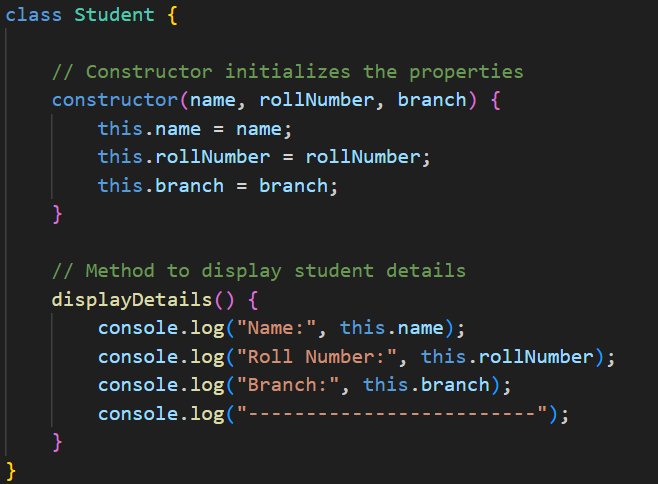 class Student {
// Constructor initializes the properties
constructor(name, rollNumber, branch) {
this.name = name;
this.rollNumber = rollNumber;
this.branch = branch;
}
// Method to display student details
displayDetails() {
console.log("Name:", this.name);
console.log("Roll Number:", this.rollNumber);
console.log("Branch:", this.branch);
console.log("-------------------------");
}
}